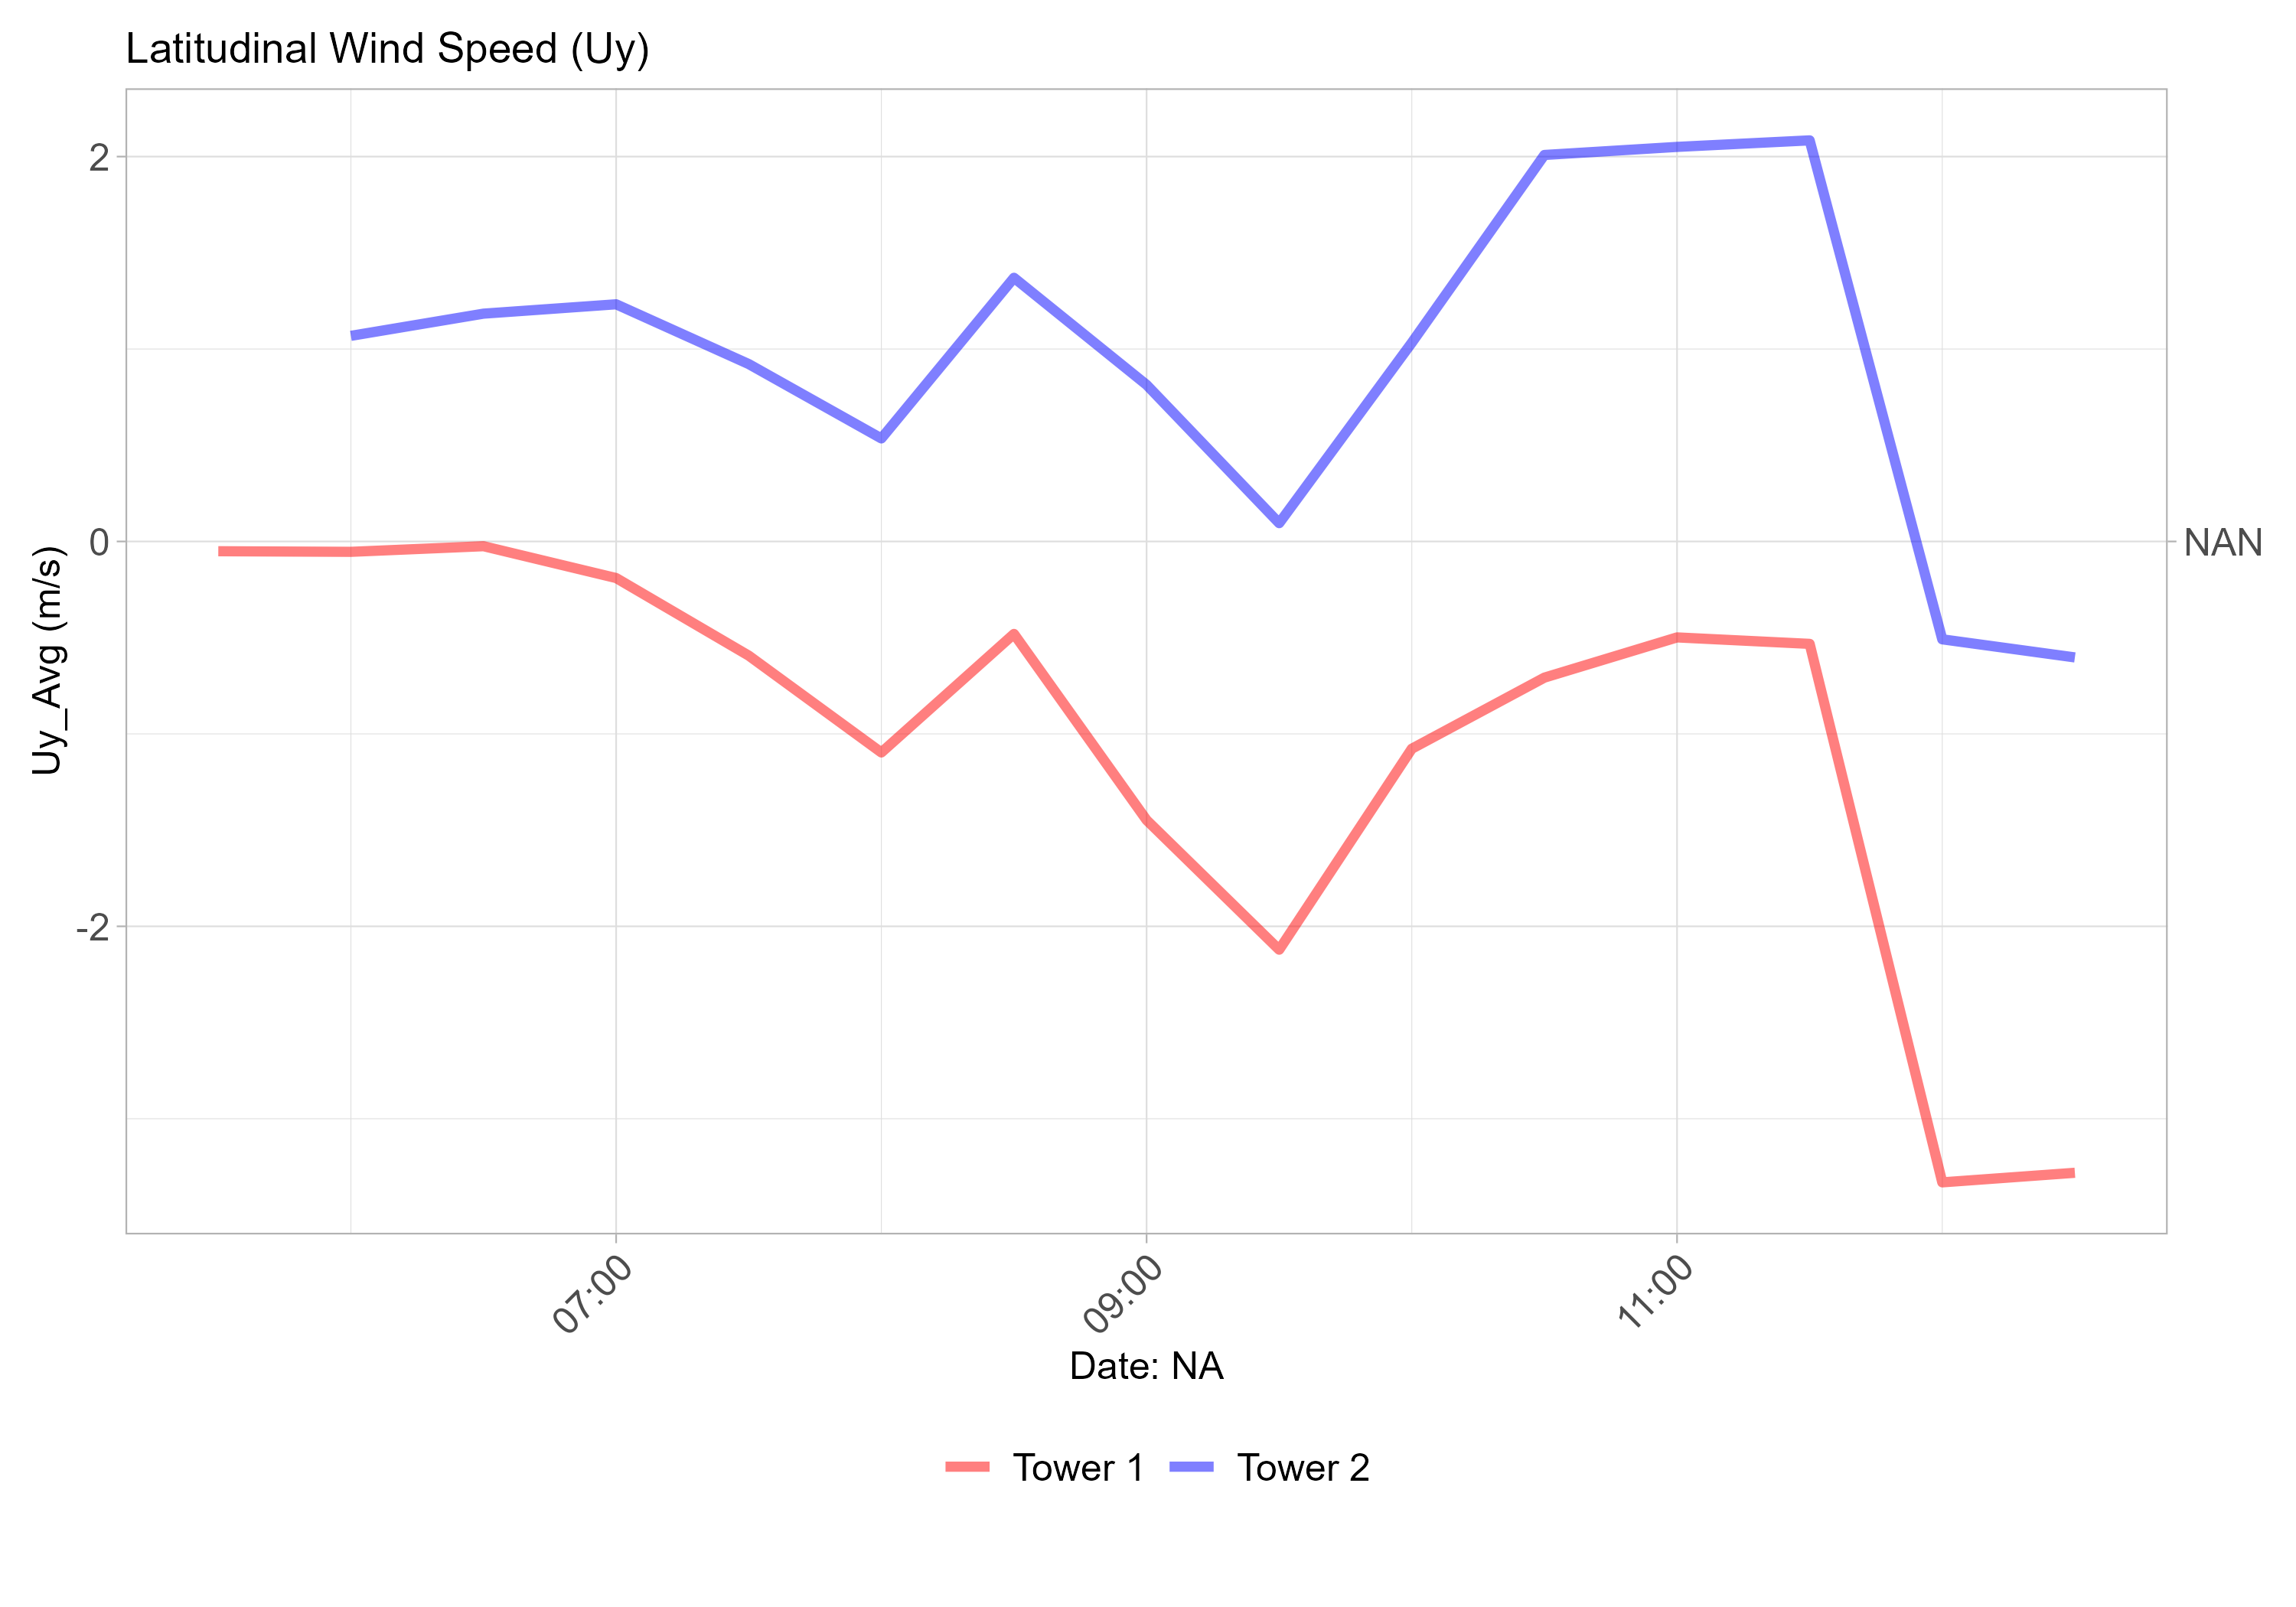 Latitudinal Wind Speed (Uy)
Uy_Avg (m/s)
2
0
-2
NAN
07:00
09:00
11:00
Date: NA
Tower 1
Tower 2